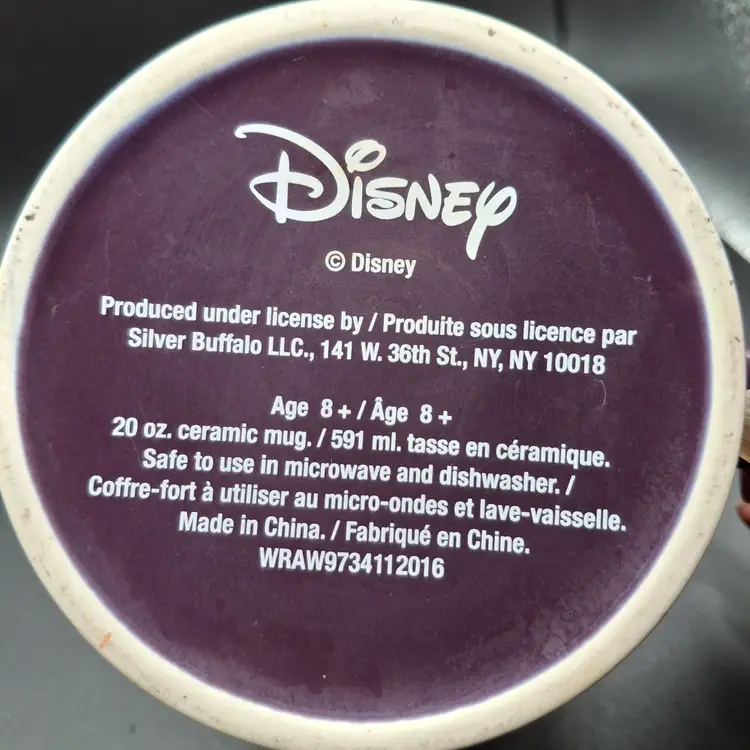 Disney
© Disney
Produced under license by / Produite sous licence par
Silver Buffalo LLC., 141 W. 36th St., NY, NY 10018
Age 8+ / Âge 8+
20 oz. ceramic mug. / 591 ml. tasse en céramique.
Safe to use in microwave and dishwasher. /
Coffre-fort à utiliser au micro-ondes et lave-vaisselle.
Made in China. / Fabriqué en Chine.
WRAW9734112016